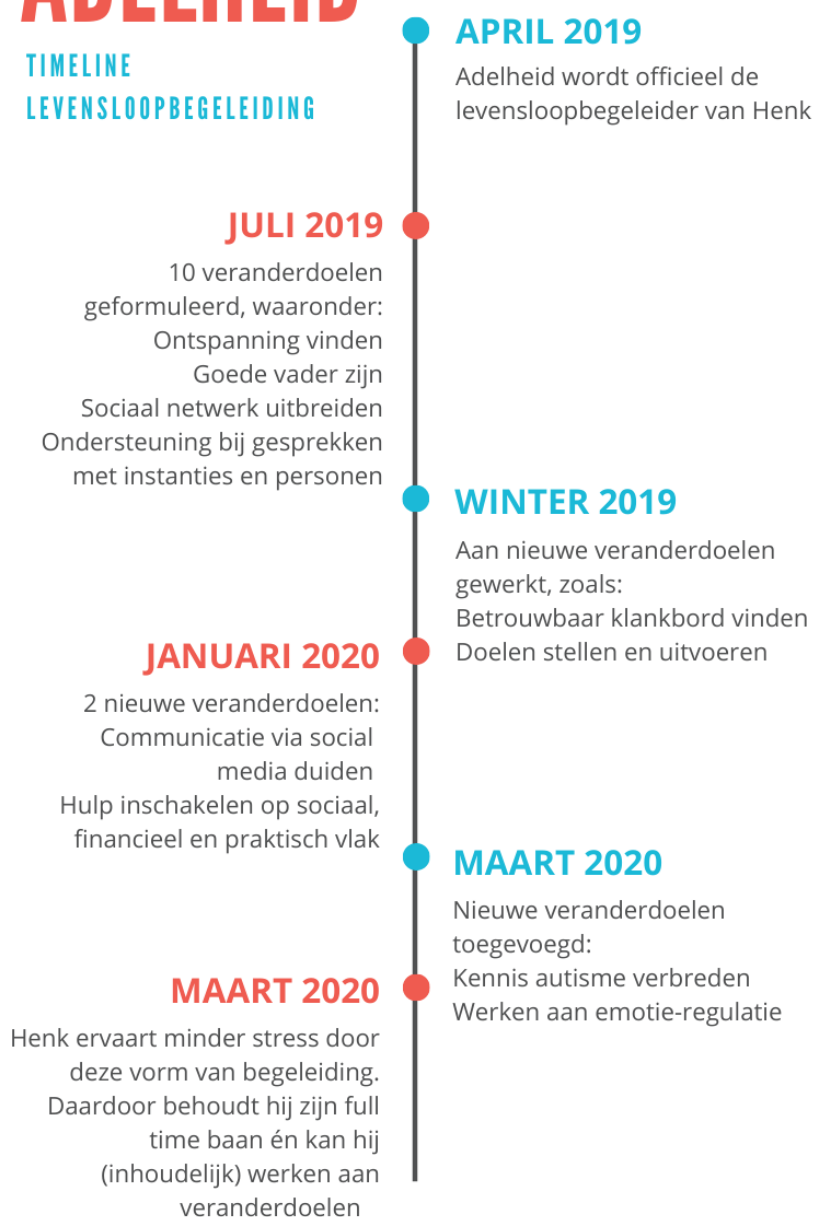 ADELHEID
TIMELINE
LEVENSLOOPBEGELEIDING
APRIL 2019
Adelheid wordt officieel de
levensloopbegeleider van Henk
JULI 2019
10 veranderdoelen
geformuleerd, waaronder:
Ontspanning vinden
Goede vader zijn
Sociaal netwerk uitbreiden
Ondersteuning bij gesprekken
met instanties en personen
WINTER 2019
Aan nieuwe veranderdoelen
gewerkt, zoals:
Betrouwbaar klankbord vinden
Doelen stellen en uitvoeren
JANUARI 2020
2 nieuwe veranderdoelen:
Communicatie via social
media duiden
Hulp inschakelen op sociaal,
financieel en praktisch vlak
MAART 2020
Nieuwe veranderdoelen
toegevoegd:
Kennis autisme verbreden
Werken aan emotie-regulatie
MAART 2020
Henk ervaart minder stress door
deze vorm van begeleiding.
Daardoor behoudt hij zijn full
time baan én kan hij
(inhoudelijk) werken aan
veranderdoelen